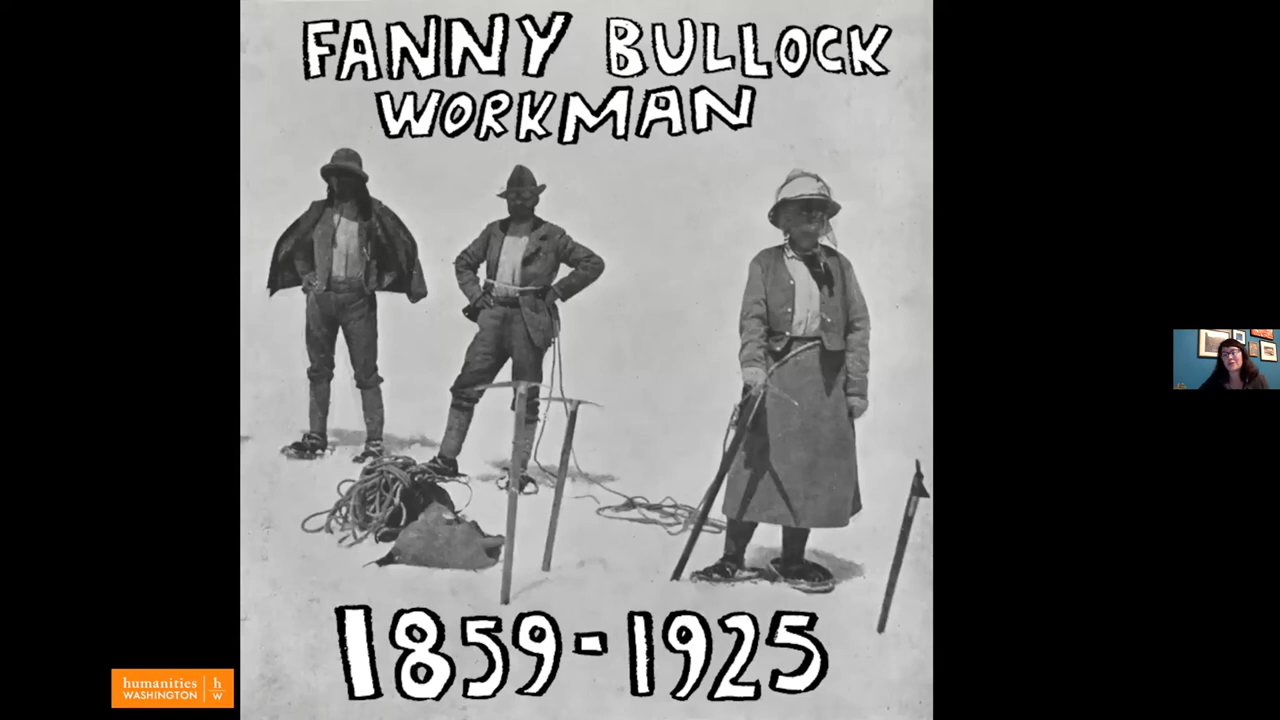 FANNY BULLOCK
WORKMAN
1859-1925
humanities
WASHINGTON
h
w